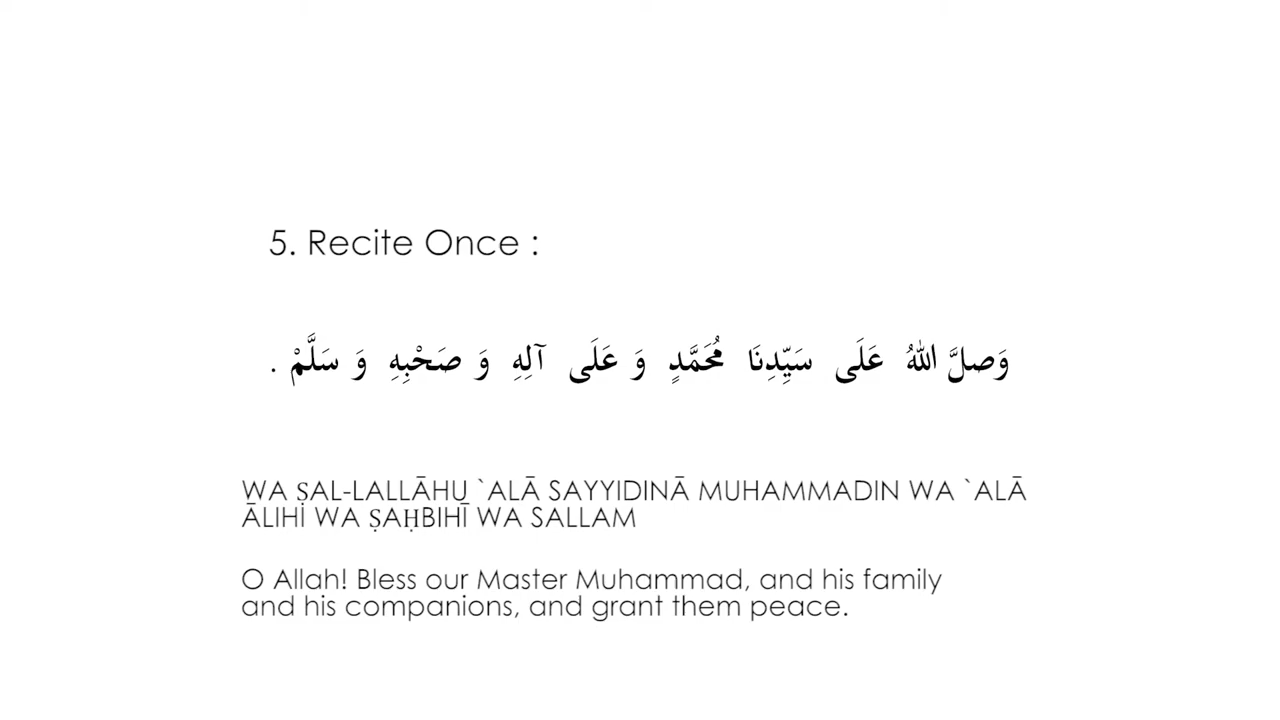 5. Recite Once :
وَصلَّ اللهُ عَلَى سَيِّدِنَا مُحَمَّدٍ وَ عَلَى آلِهِ وَ صَحْبِهِ وَ سَلَّمْ .
WA ṢAL-LALLĀHU `ALĀ SAYYIDINĀ MUHAMMADIN WA `ALĀ
ĀLIHĪ WA ṢAḤBIHĪ WA SALLAM
O Allah! Bless our Master Muhammad, and his family
and his companions, and grant them peace.